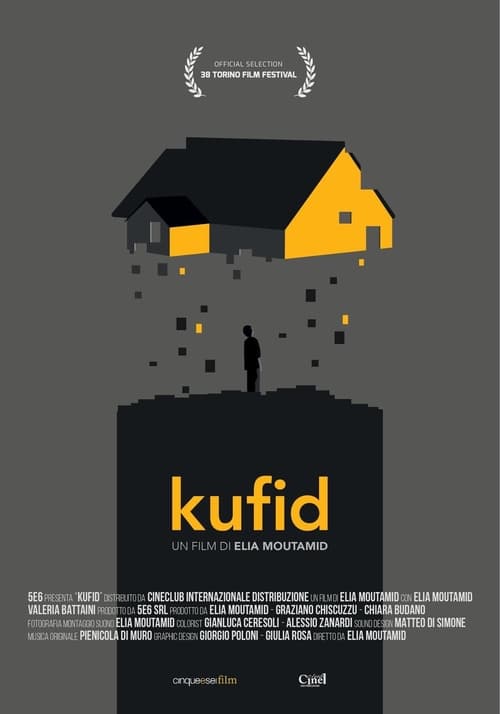 OFFICIAL SELECTION
38 TORINO FILM FESTIVAL
kufid
UN FILM DI ELIA MOUTAMID
5E6 PRESENTA "KUFID" DISTRIBUITO DA CINECLUB INTERNAZIONALE DISTRIBUZIONE UN FILM DI ELIA MOUTAMID CON ELIA MOUTAMID
VALERIA BATTAINI PRODOTTO DA 5E6 SRL PRODOTTO DA ELIA MOUTAMID - GRAZIANO CHISCUZZU - CHIARA BUDANO
FOTOGRAFIA MONTAGGIO SUONO ELIA MOUTAMID COLORIST GIANLUCA CERESOLI - ALESSIO ZANARDI SOUND DESIGN MATTEO DI SIMONE
MUSICA ORIGINALE PIENICOLA DI MURO GRAPHIC DESIGN GIORGIO POLONI - GIULIA ROSA DIRETTO DA ELIA MOUTAMID
cinqueesei film